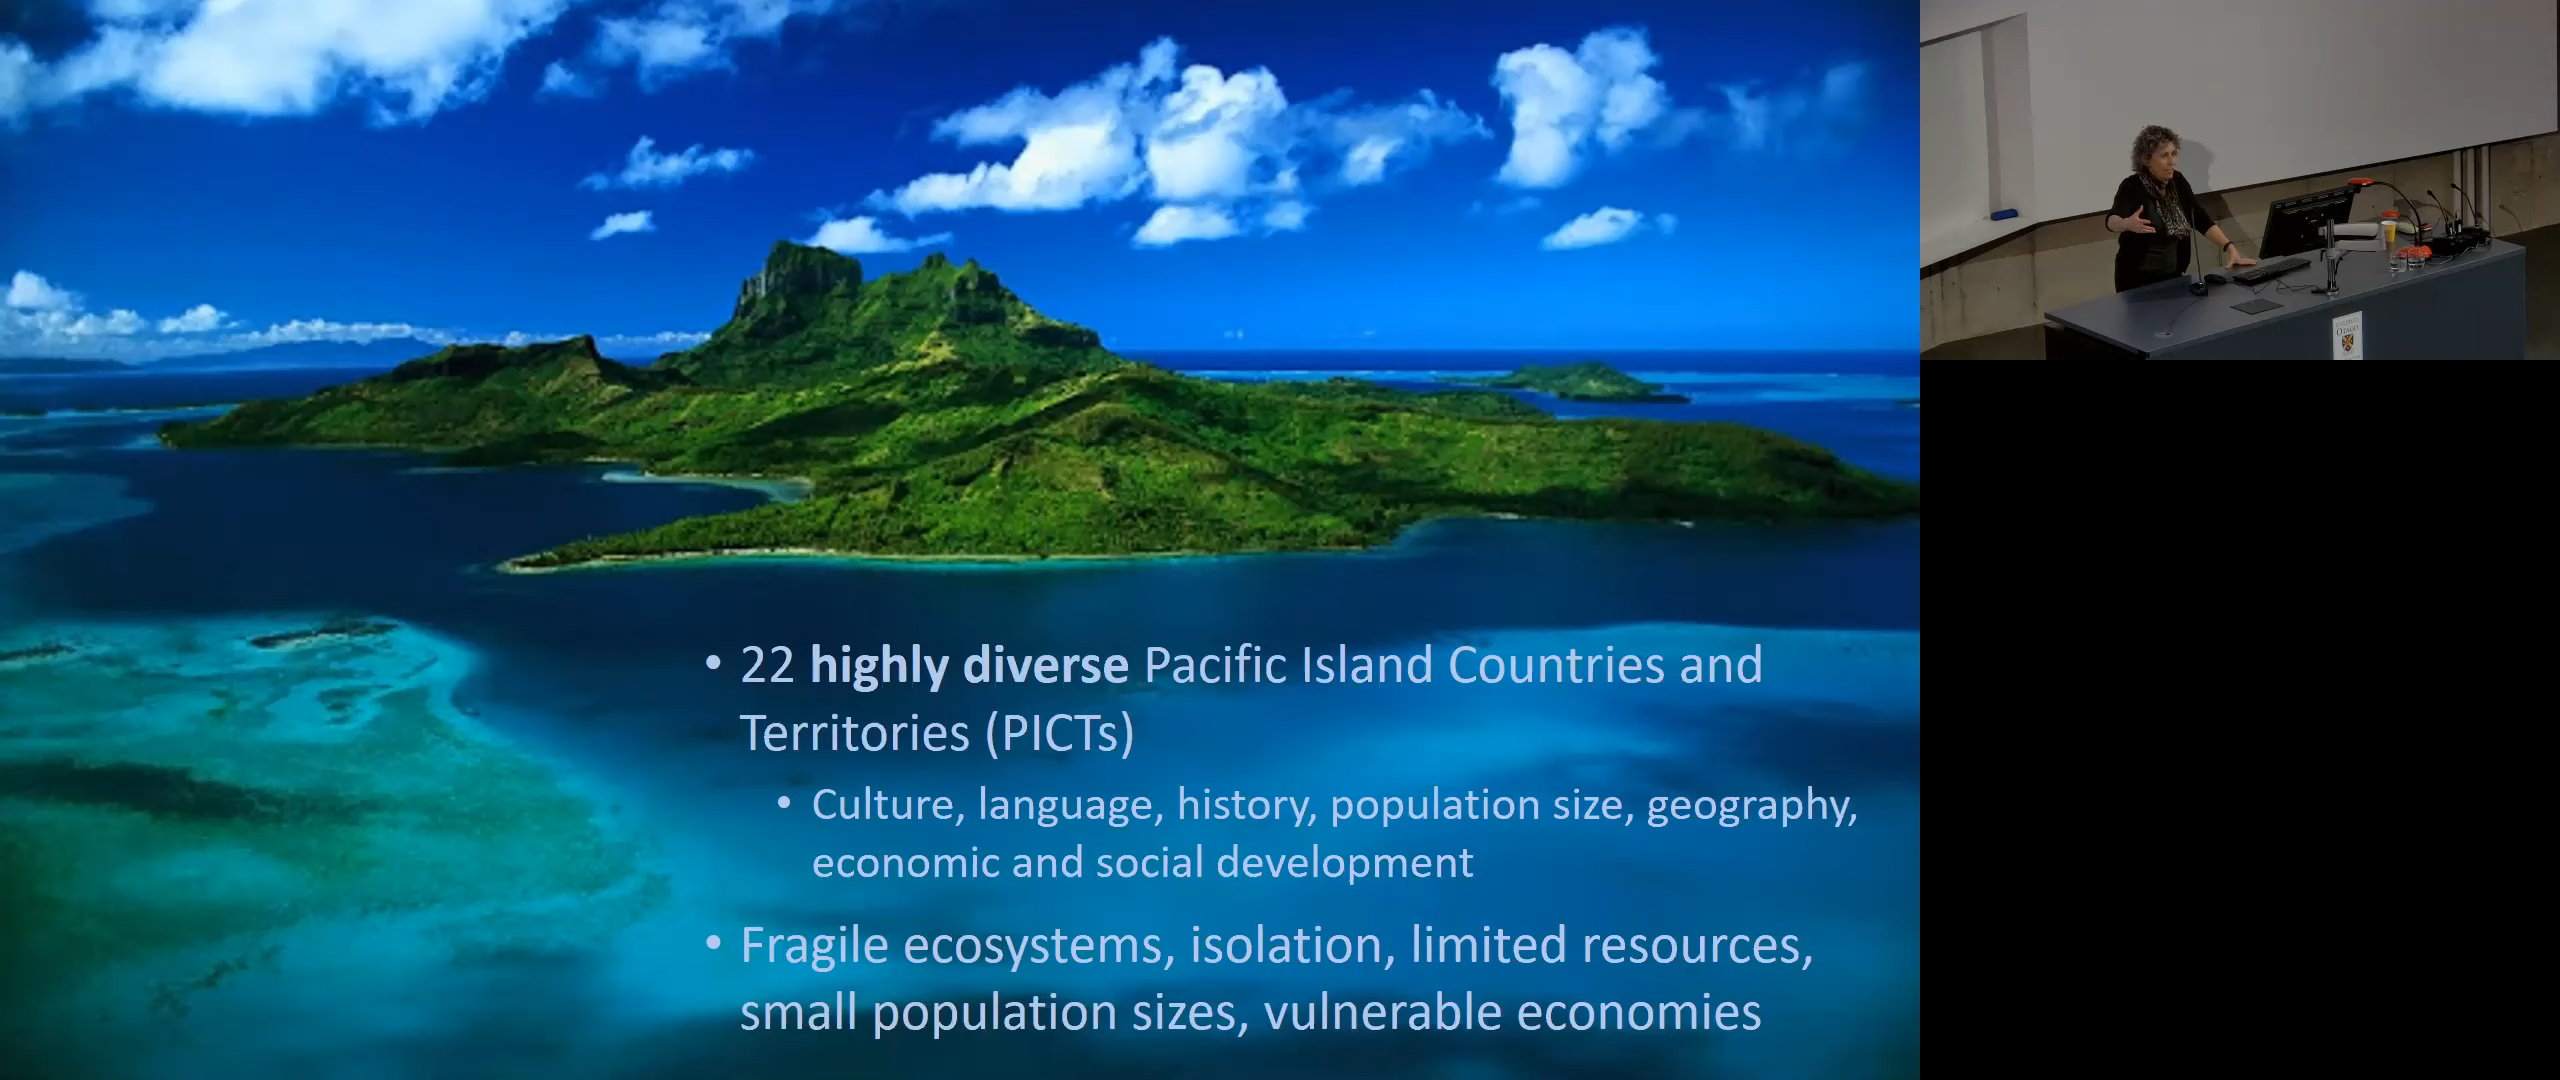 • 22 highly diverse Pacific Island Countries and
Territories (PICTs)
• Culture, language, history, population size, geography,
economic and social development
• Fragile ecosystems, isolation, limited resources,
small population sizes, vulnerable economies
OTAGO